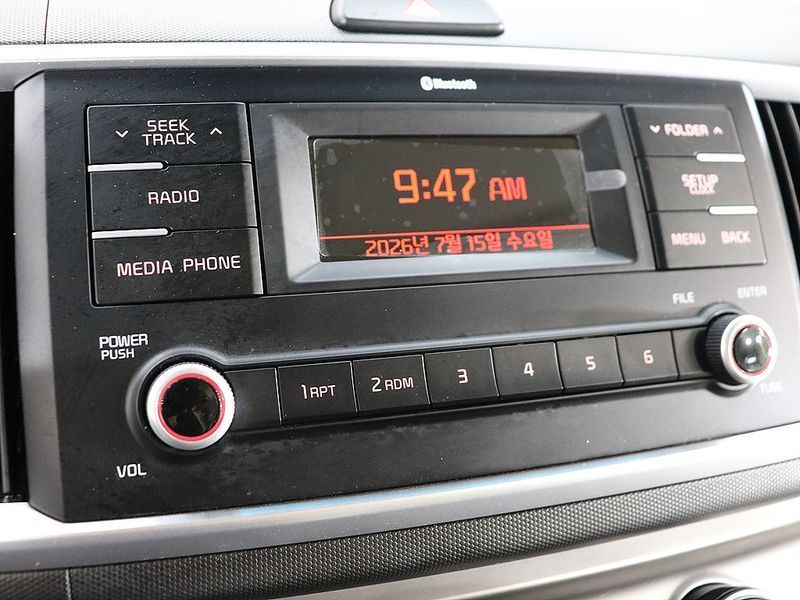 Bluetooth
SEEK
TRACK
RADIO
MEDIA PHONE
9:47 AM
2026년 7월 15일 수요일
FOLDER
SETUP
CLOCK
MENU BACK
POWER
PUSH
VOL
1 RPT
2 RDM
3
4
5
6
FILE
ENTER
TUNE